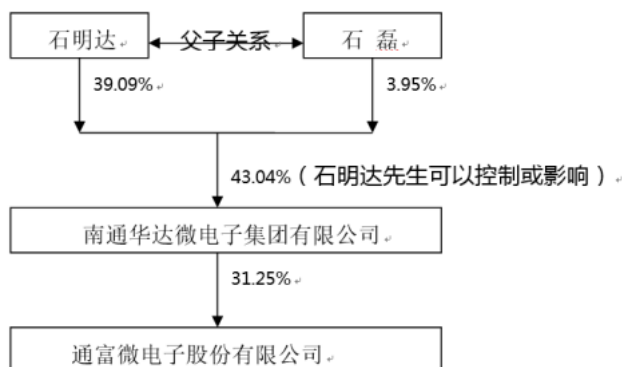 石明达
父子关系
石 磊
39.09%
3.95%
43.04%（石明达先生可以控制或影响）
南通华达微电子集团有限公司
31.25%
通富微电子股份有限公司